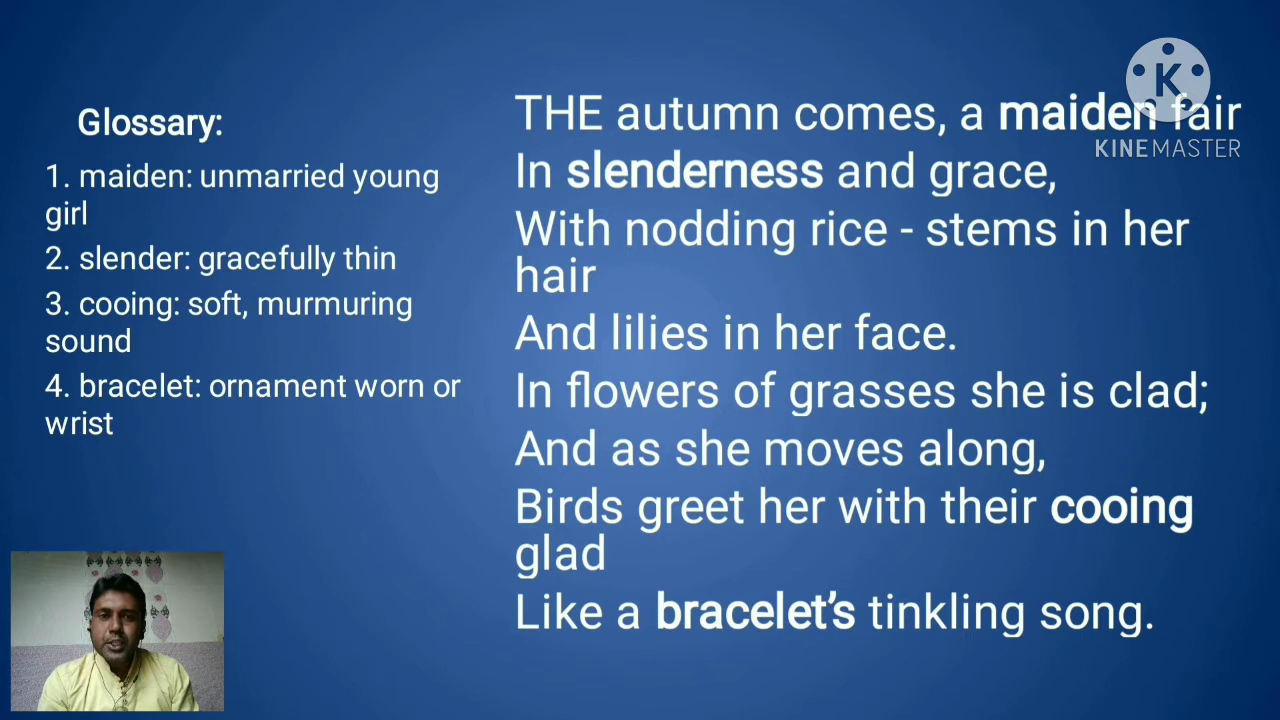 Glossary:
1. maiden: unmarried young
girl
2. slender: gracefully thin
3. cooing: soft, murmuring
sound
4. bracelet: ornament worn or
wrist
THE autumn comes, a maiden fair
In slenderness and grace,
With nodding rice - stems in her
hair
And lilies in her face.
In flowers of grasses she is clad;
And as she moves along,
Birds greet her with their cooing
glad
Like a bracelet’s tinkling song.
K
KINEMASTER